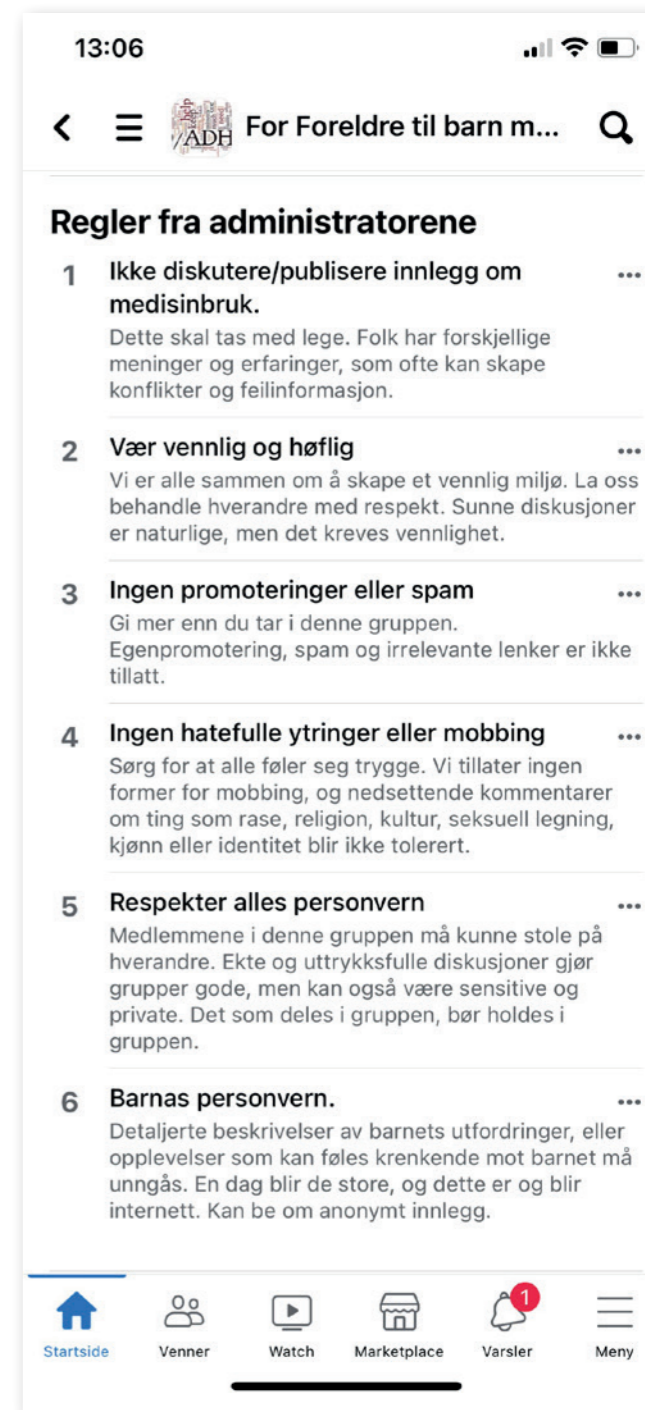 13:06
help
ADH
For Foreldre til barn m...
Regler fra administratorene
1
Ikke diskutere/publisere innlegg om
medisinbruk.
Dette skal tas med lege. Folk har forskjellige
meninger og erfaringer, som ofte kan skape
konflikter og feilinformasjon.
2
Vær vennlig og høflig
Vi er alle sammen om å skape et vennlig miljø. La oss
behandle hverandre med respekt. Sunne diskusjoner
er naturlige, men det kreves vennlighet.
3
Ingen promoteringer eller spam
Gi mer enn du tar i denne gruppen.
Egenpromotering, spam og irrelevante lenker er ikke
tillatt.
4
Ingen hatefulle ytringer eller mobbing
Sørg for at alle føler seg trygge. Vi tillater ingen
former for mobbing, og nedsettende kommentarer
om ting som rase, religion, kultur, seksuell legning,
kjønn eller identitet blir ikke tolerert.
5
Respekter alles personvern
Medlemmene i denne gruppen må kunne stole på
hverandre. Ekte og uttrykksfulle diskusjoner gjør
grupper gode, men kan også være sensitive og
private. Det som deles i gruppen, bør holdes i
gruppen.
6
Barnas personvern.
Detaljerte beskrivelser av barnets utfordringer, eller
opplevelser som kan føles krenkende mot barnet må
unngås. En dag blir de store, og dette er og blir
internett. Kan be om anonymt innlegg.
1
Startside
Venner
Watch
Marketplace
Varsler
Meny